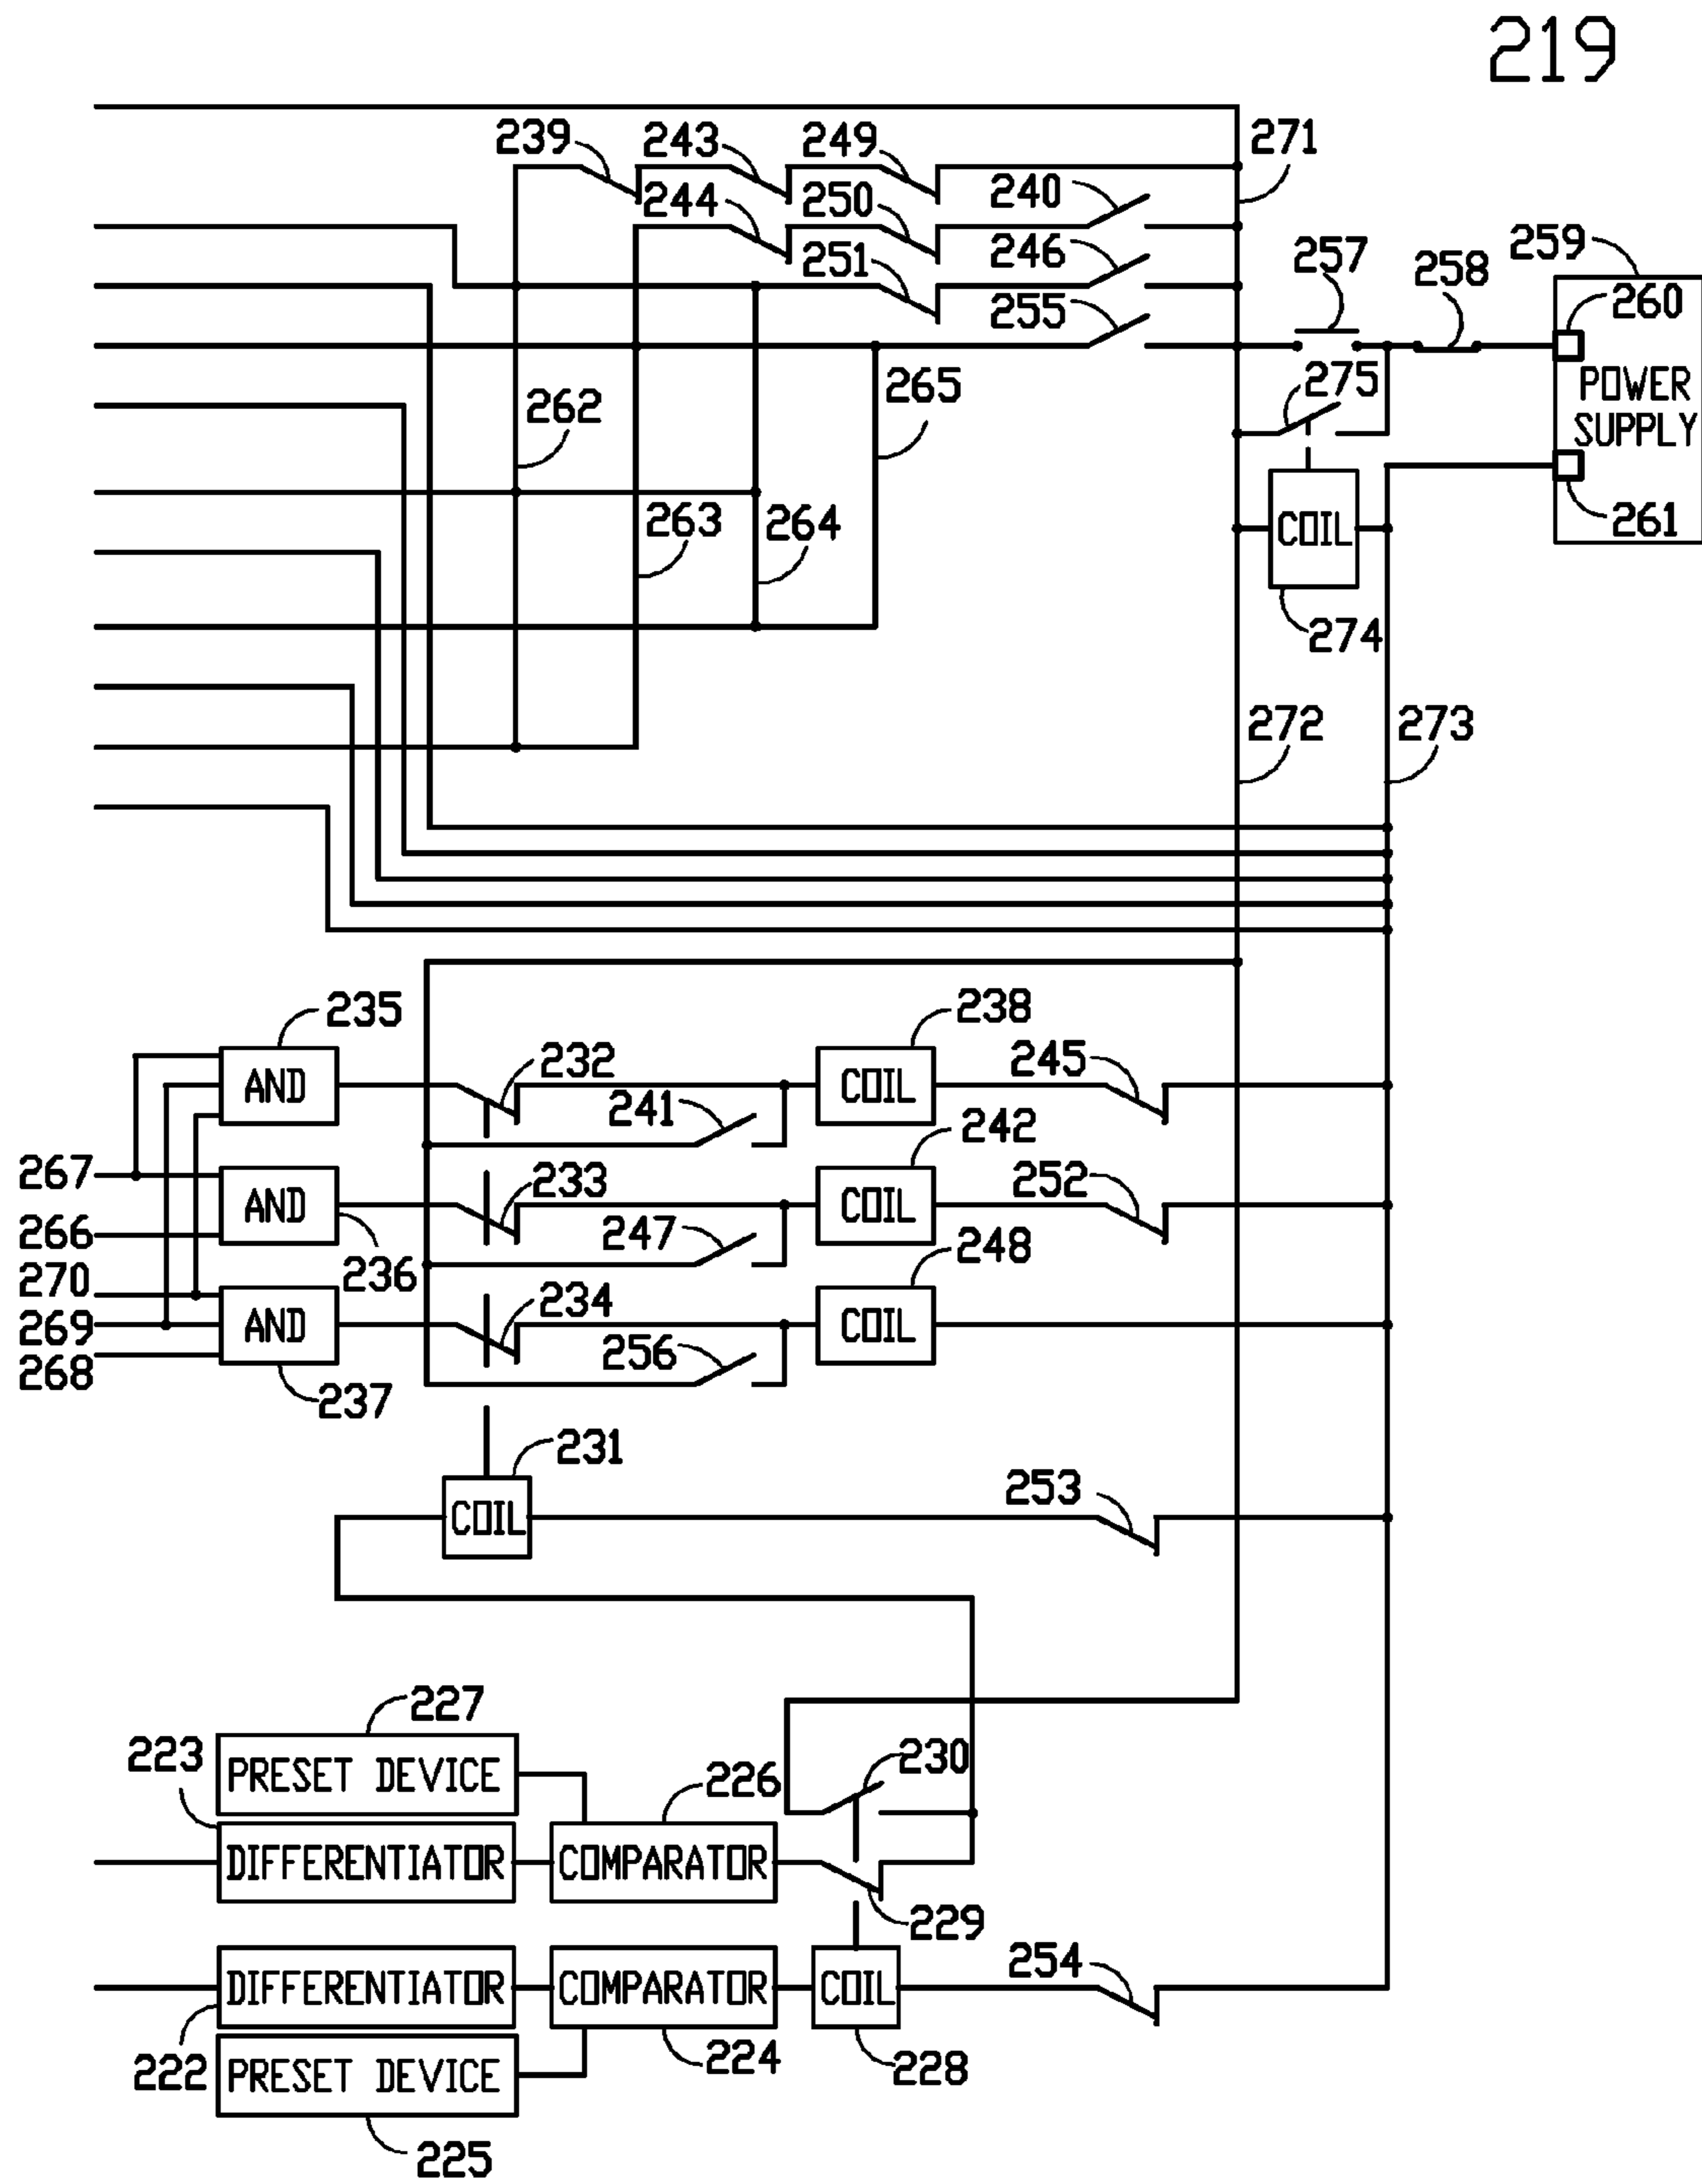 219
239 243 249 271
244 250 240
251 246 257 258 259
255 260
275 POWER
262 265 SUPPLY
263 264 COIL 261
274
272 273
235 238
AND 232 COIL 245
241 242
267 AND 233 COIL 252
266 247 248
270 236
269 AND 234 COIL
268 256
237
231
COIL 253
227
223 PRESET DEVICE 226 230
DIFFERENTIATOR COMPARATOR
229
DIFFERENTIATOR COMPARATOR COIL 254
222 PRESET DEVICE 224 228
225